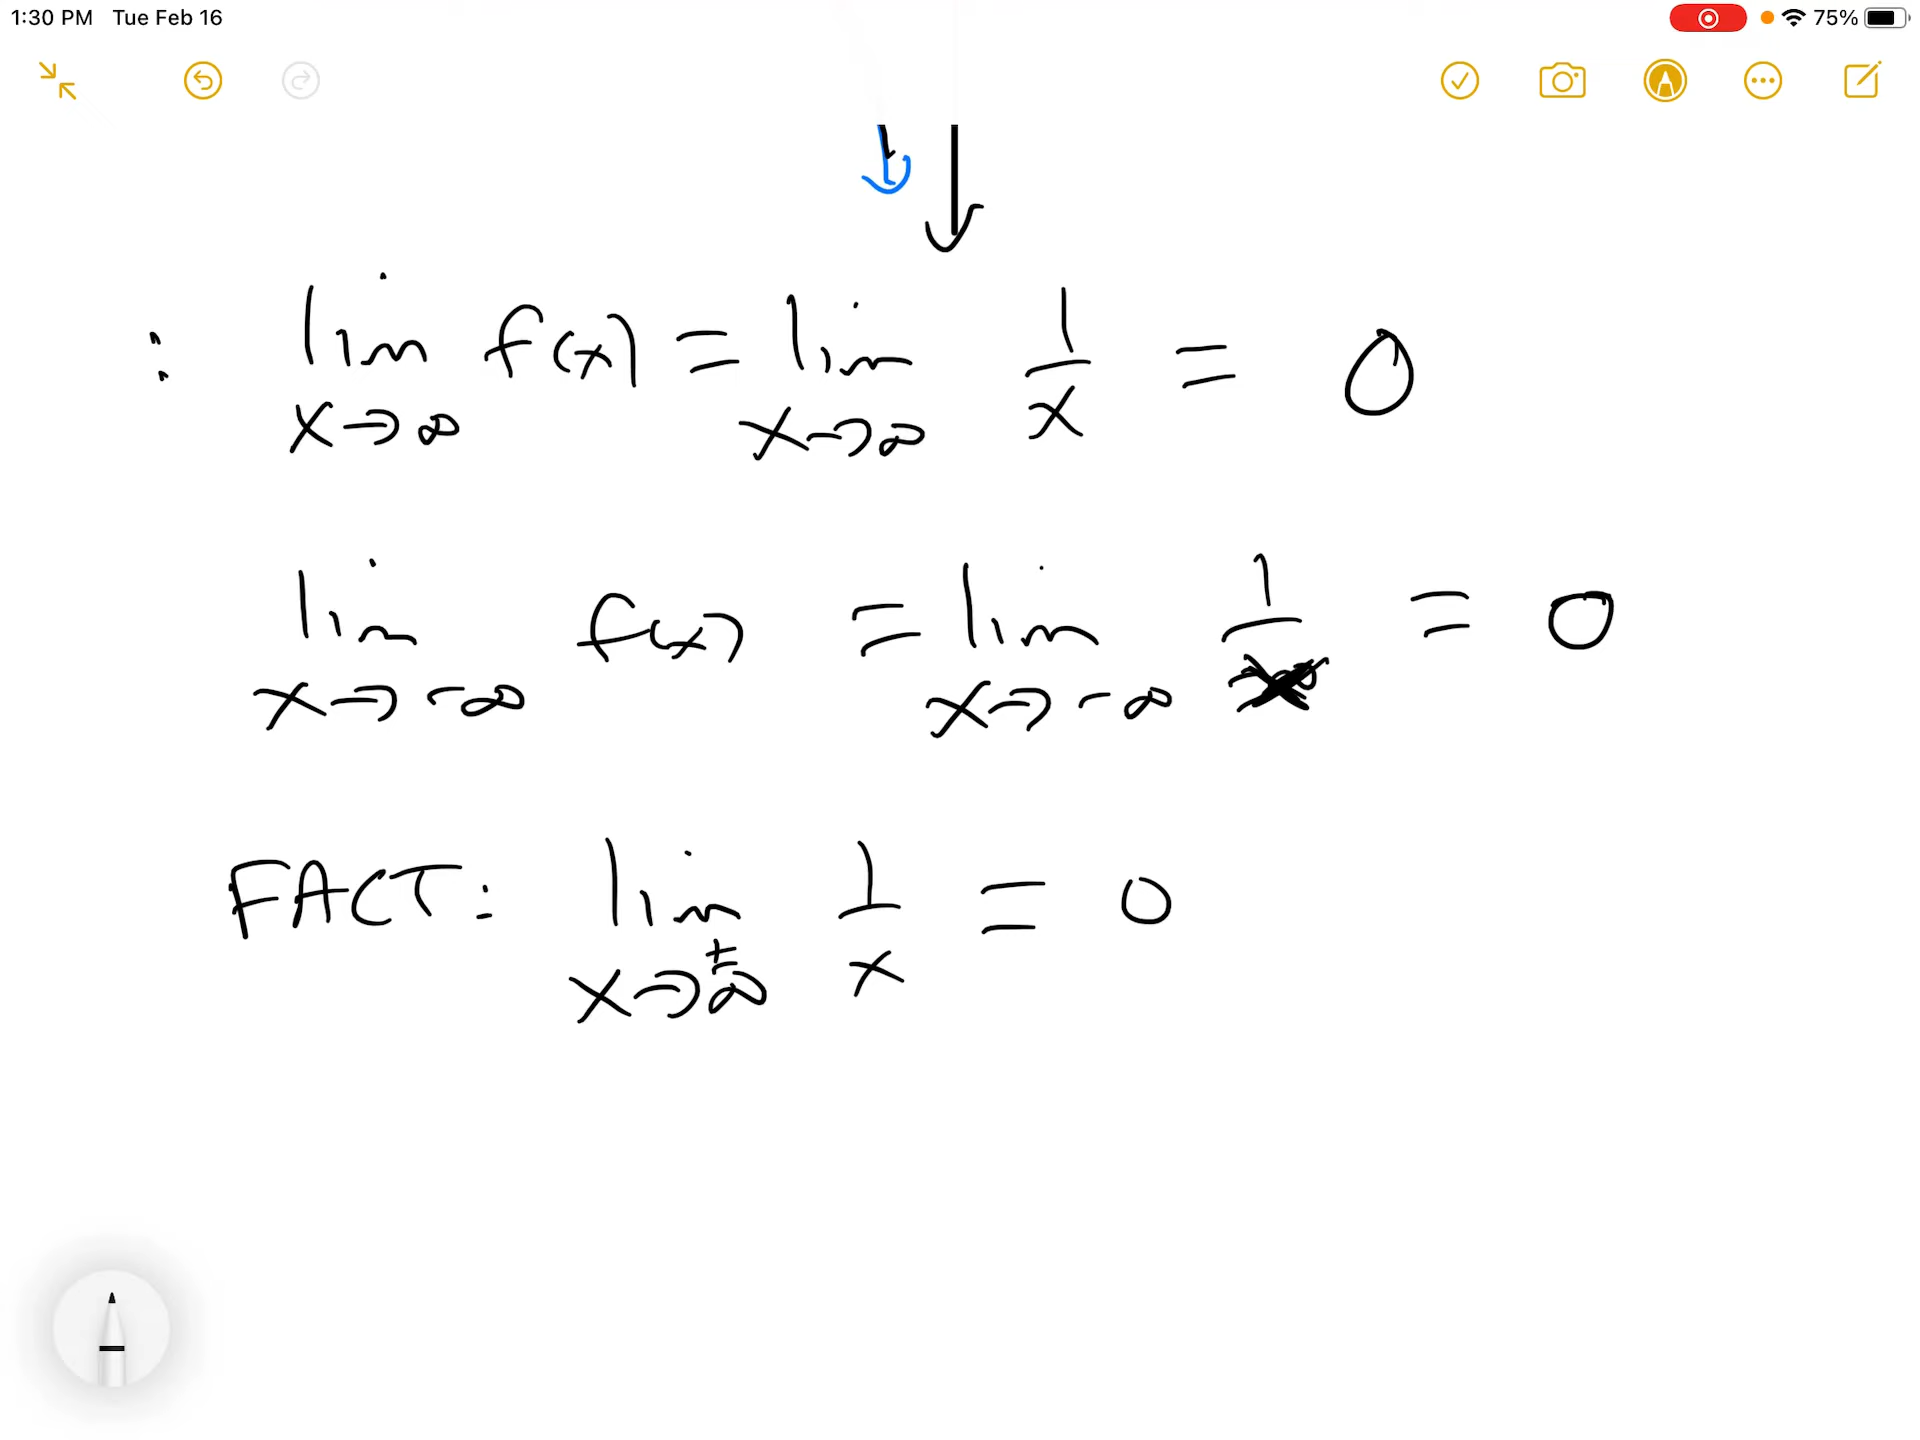 1:30 PM Tue Feb 16 75%
: lim x→∞ f(x) = lim x→∞ 1/x = 0
lim x→-∞ f(x) = lim x→-∞ 1/x = 0
FACT: lim x→±∞ 1/x = 0